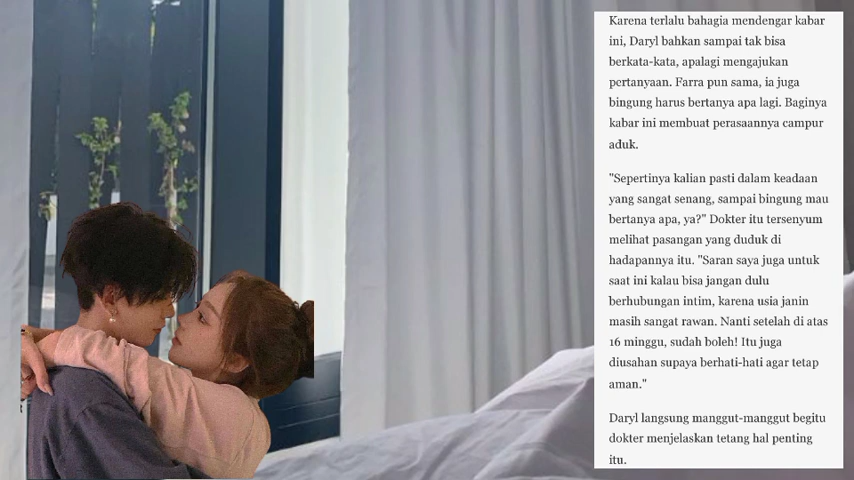 Karena terlalu bahagia mendengar kabar
ini, Daryl bahkan sampai tak bisa
berkata-kata, apalagi mengajukan
pertanyaan. Farra pun sama, ia juga
bingung harus bertanya apa lagi. Baginya
kabar ini membuat perasaannya campur
aduk.
"Sepertinya kalian pasti dalam keadaan
yang sangat senang, sampai bingung mau
bertanya apa, ya?" Dokter itu tersenyum
melihat pasangan yang duduk di
hadapannya itu. "Saran saya juga untuk
saat ini kalau bisa jangan dulu
berhubungan intim, karena usia janin
masih sangat rawan. Nanti setelah di atas
16 minggu, sudah boleh! Itu juga
diusahan supaya berhati-hati agar tetap
aman."
Daryl langsung manggut-manggut begitu
dokter menjelaskan tetang hal penting
itu.